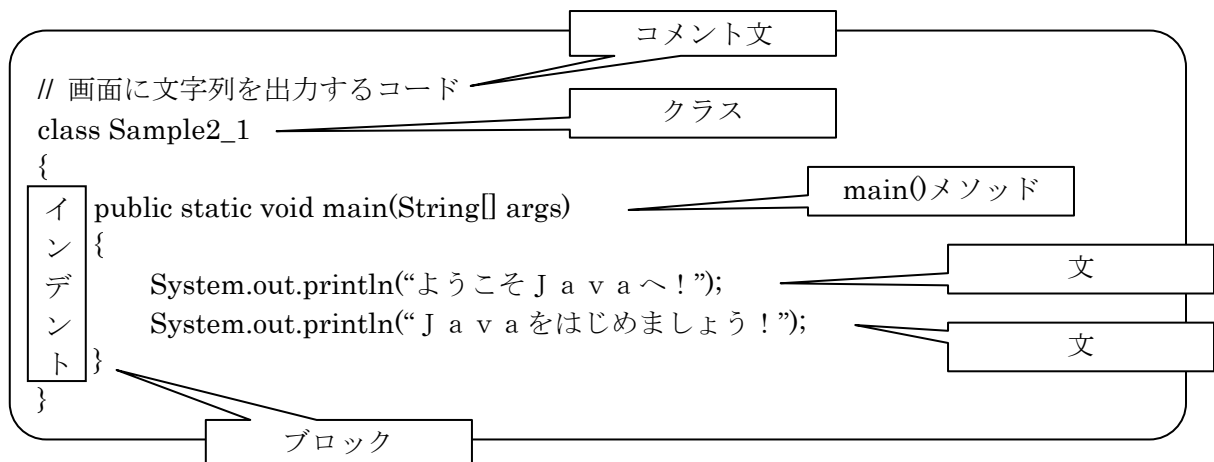 コメント文
// 画面に文字列を出力するコード
class Sample2_1
クラス
{
main()メソッド
インデント
public static void main(String[] args)
{
System.out.println(“ようこそＪａｖａへ！”);
文
System.out.println(“Ｊａｖａをはじめましょう！”);
文
}
}
ブロック